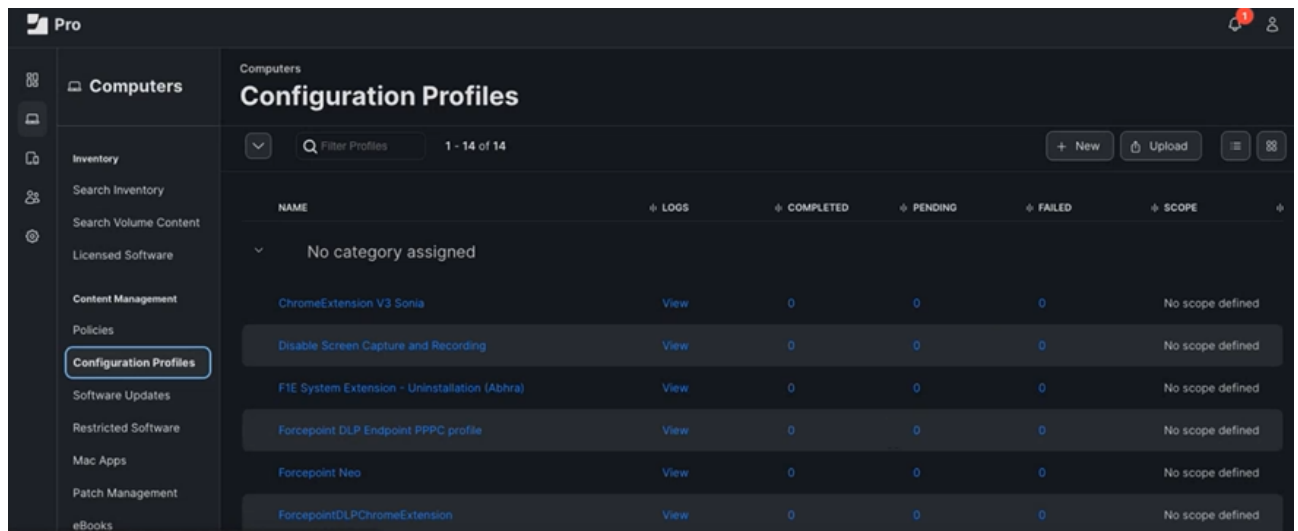 Pro
1
Computers
Inventory
Search Inventory
Search Volume Content
Licensed Software
Content Management
Policies
Configuration Profiles
Software Updates
Restricted Software
Mac Apps
Patch Management
eBooks
Computers
Configuration Profiles
Filter Profiles 1 - 14 of 14 + New Upload
NAME LOGS COMPLETED PENDING FAILED SCOPE
No category assigned
ChromeExtension V3 Sonia View 0 0 0 No scope defined
Disable Screen Capture and Recording View 0 0 0 No scope defined
F1E System Extension - Uninstallation (Abhra) View 0 0 0 No scope defined
Forcepoint DLP Endpoint PPPC profile View 0 0 0 No scope defined
Forcepoint Neo View 0 0 0 No scope defined
ForcepointDLPChromeExtension View 0 0 0 No scope defined